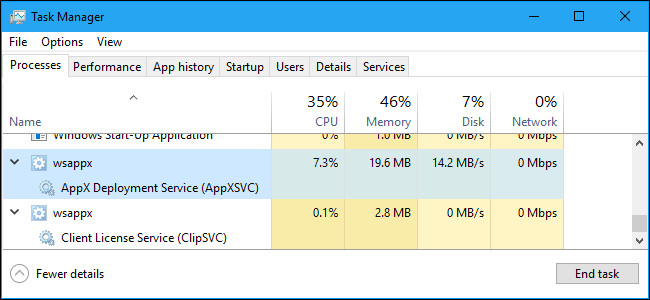 Task Manager
File Options View
Processes Performance App history Startup Users Details Services
35% 46% 7% 0%
Name CPU Memory Disk Network
Windows Start-Up Application 0% 1.0 MB 0 MB/s 0 Mbps
wsappx 7.3% 19.6 MB 14.2 MB/s 0 Mbps
AppX Deployment Service (AppXSVC)
wsappx 0.1% 2.8 MB 0 MB/s 0 Mbps
Client License Service (ClipSVC)
Fewer details End task